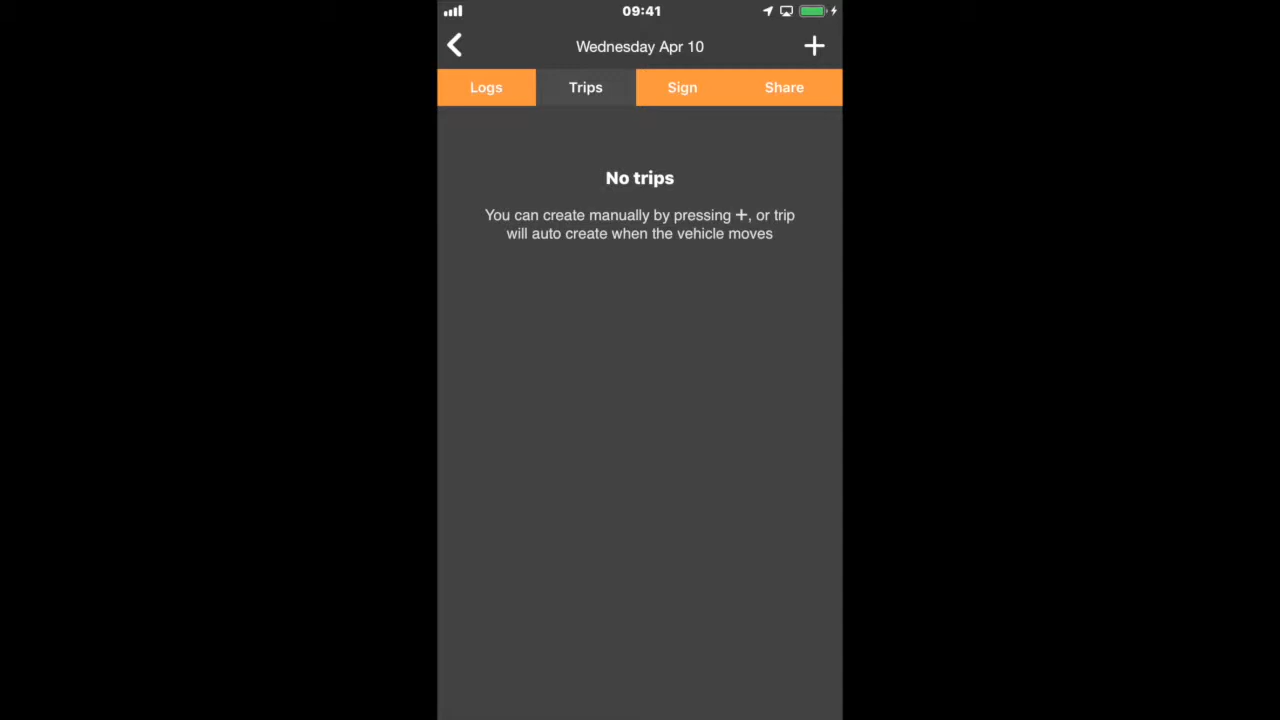 09:41
Wednesday Apr 10
Logs Trips Sign Share
No trips
You can create manually by pressing +, or trip
will auto create when the vehicle moves